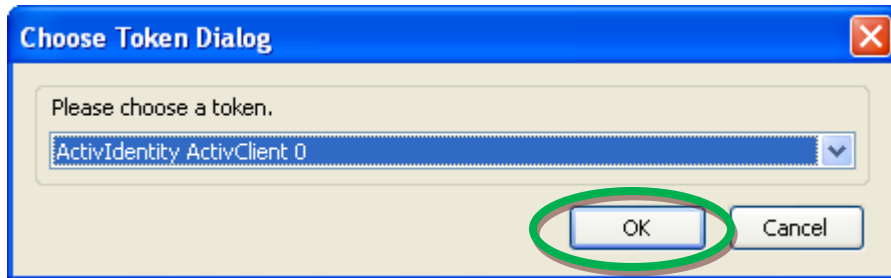 Choose Token Dialog
Please choose a token.
ActivIdentity ActivClient 0
OK Cancel